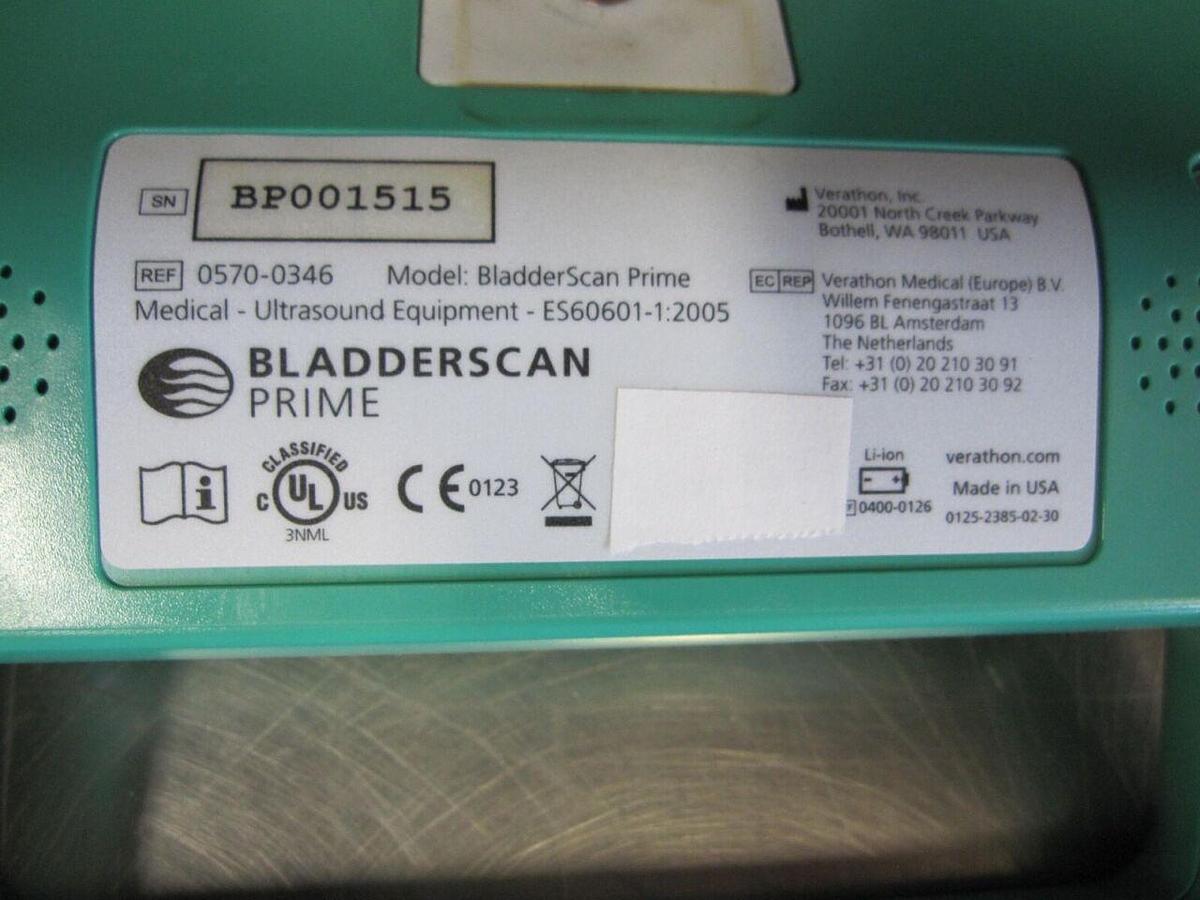 SN BP001515
REF 0570-0346 Model: BladderScan Prime
Medical - Ultrasound Equipment - ES60601-1:2005
BLADDERSCAN
PRIME
i
CLASSIFIED
C UL US
3NML
CE 0123
Verathon, Inc.
20001 North Creek Parkway
Bothell, WA 98011 USA
EC REP Verathon Medical (Europe) B.V.
Willem Fenengastraat 13
1096 BL Amsterdam
The Netherlands
Tel: +31 (0) 20 210 30 91
Fax: +31 (0) 20 210 30 92
Li-ion
- +
0400-0126
verathon.com
Made in USA
0125-2385-02-30